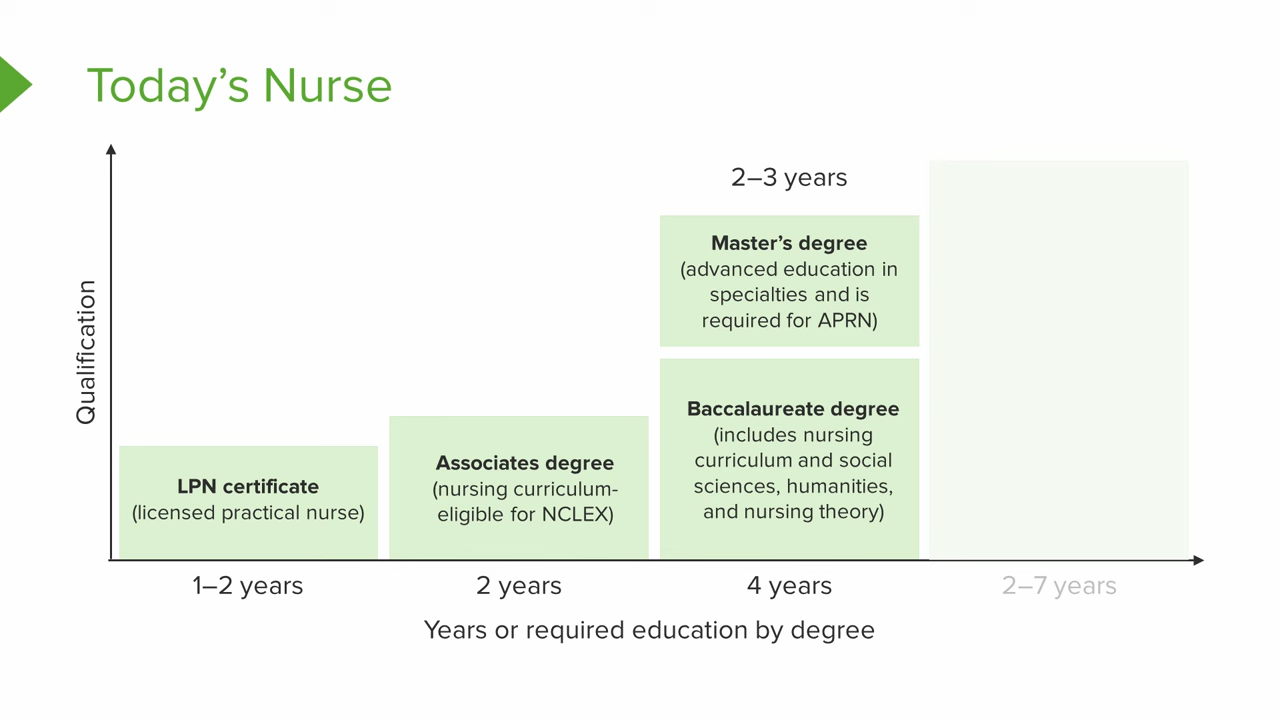 Today’s Nurse
Qualification
2–3 years
Master’s degree
(advanced education in
specialties and is
required for APRN)
Baccalaureate degree
(includes nursing
curriculum and social
sciences, humanities,
and nursing theory)
Associates degree
(nursing curriculum-
eligible for NCLEX)
LPN certificate
(licensed practical nurse)
1–2 years
2 years
4 years
2–7 years
Years or required education by degree